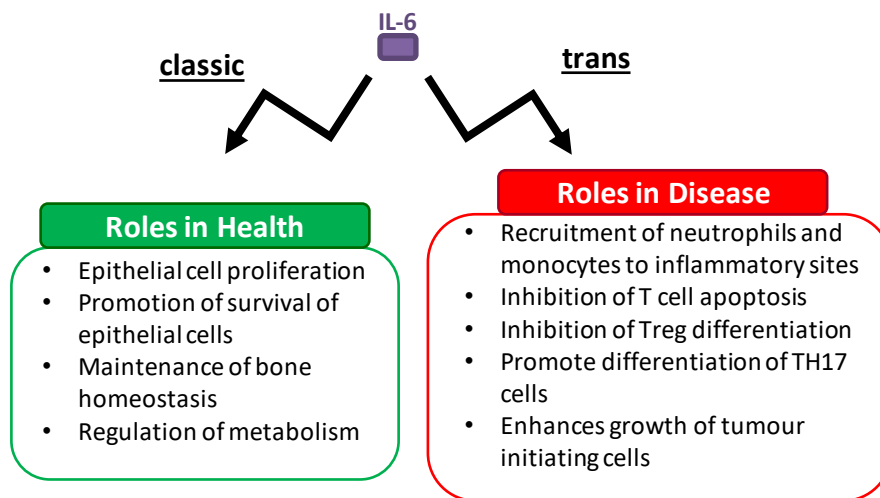 IL-6
classic
trans
Roles in Health
• Epithelial cell proliferation
• Promotion of survival of
epithelial cells
• Maintenance of bone
homeostasis
• Regulation of metabolism
Roles in Disease
• Recruitment of neutrophils and
monocytes to inflammatory sites
• Inhibition of T cell apoptosis
• Inhibition of Treg differentiation
• Promote differentiation of TH17
cells
• Enhances growth of tumour
initiating cells